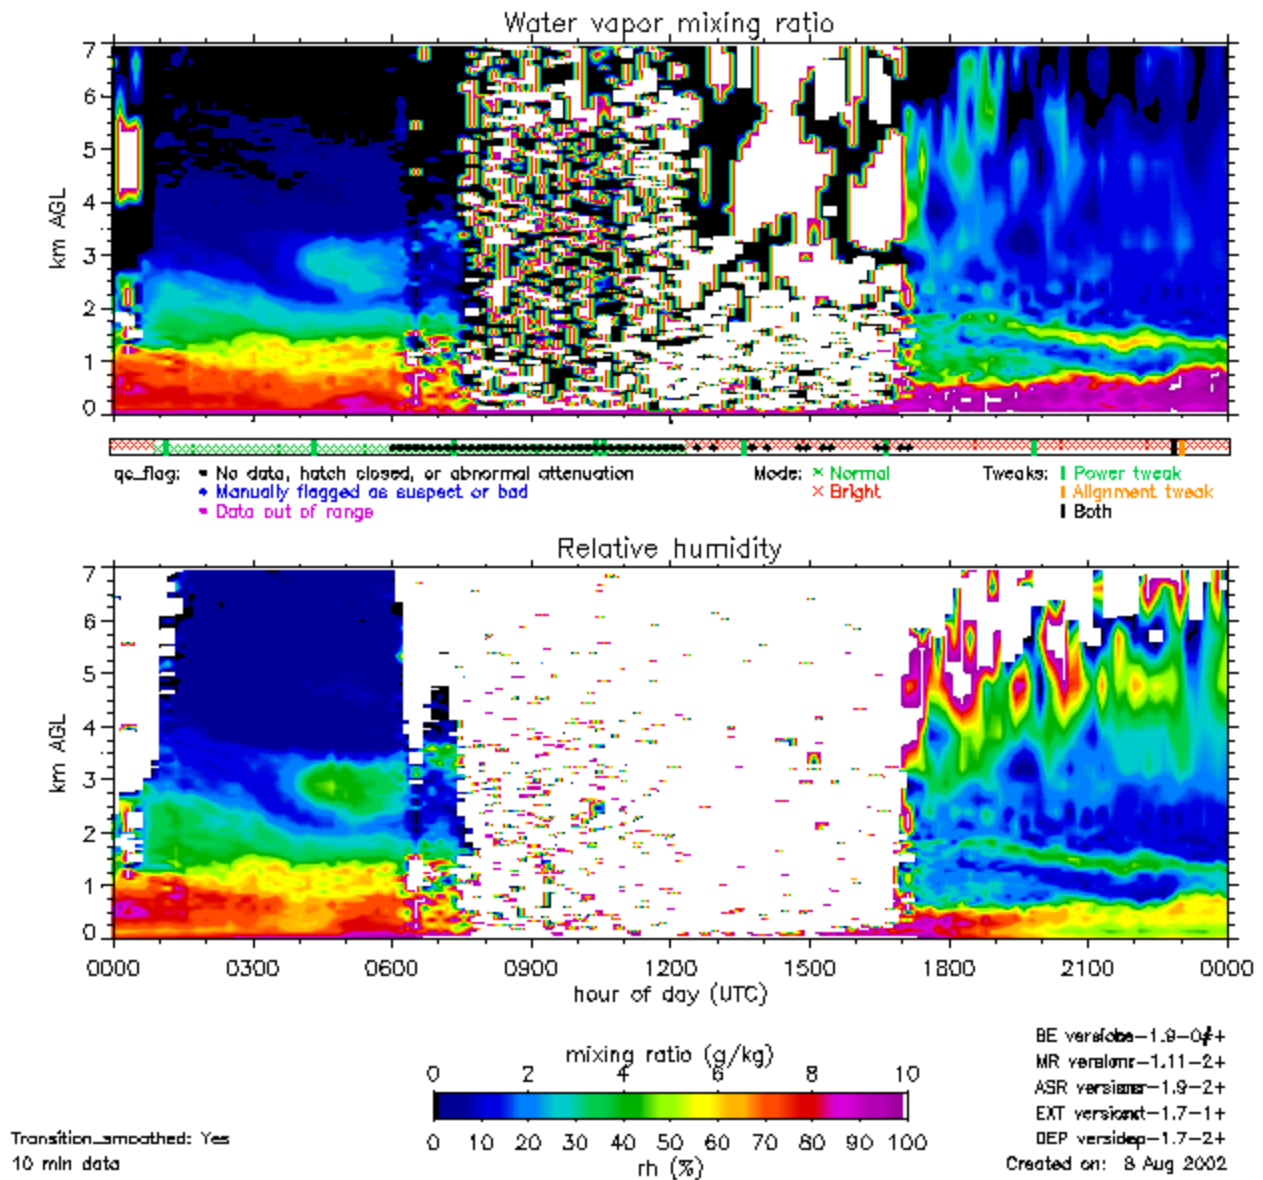 Water vapor mixing ratio
7
6
5
4
3
2
1
0
km AGL
qc_flag: No data, hatch closed, or abnormal attenuation Mode: Normal Tweaks: Power tweak
Manually flagged as suspect or bad Bright Alignment tweak
Data out of range Both
Relative humidity
7
6
5
4
3
2
1
0
km AGL
0000 0300 0600 0900 1200 1500 1800 2100 0000
hour of day (UTC)
mixing ratio (g/kg)
0 2 4 6 8 10
0 10 20 30 40 50 60 70 80 90 100
rh (%)
Transition_smoothed: Yes
10 min data
BE
MR
ASR
EXT
DEP
Created on: 8 Aug 2002